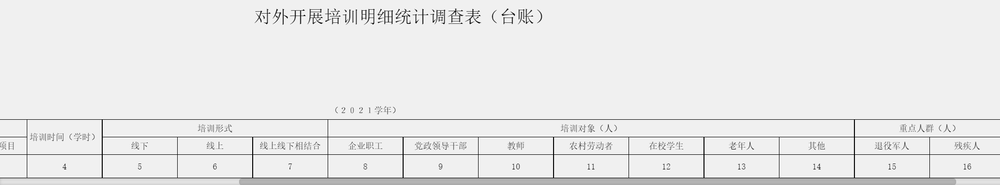 对外开展培训明细统计调查表（台账）
（２０２１学年）
培训时间（学时） 培训形式 培训对象（人） 重点人群（人）
项目 线下 线上 线上线下相结合 企业职工 党政领导干部 教师 农村劳动者 在校学生 老年人 其他 退役军人 残疾人
4 5 6 7 8 9 10 11 12 13 14 15 16